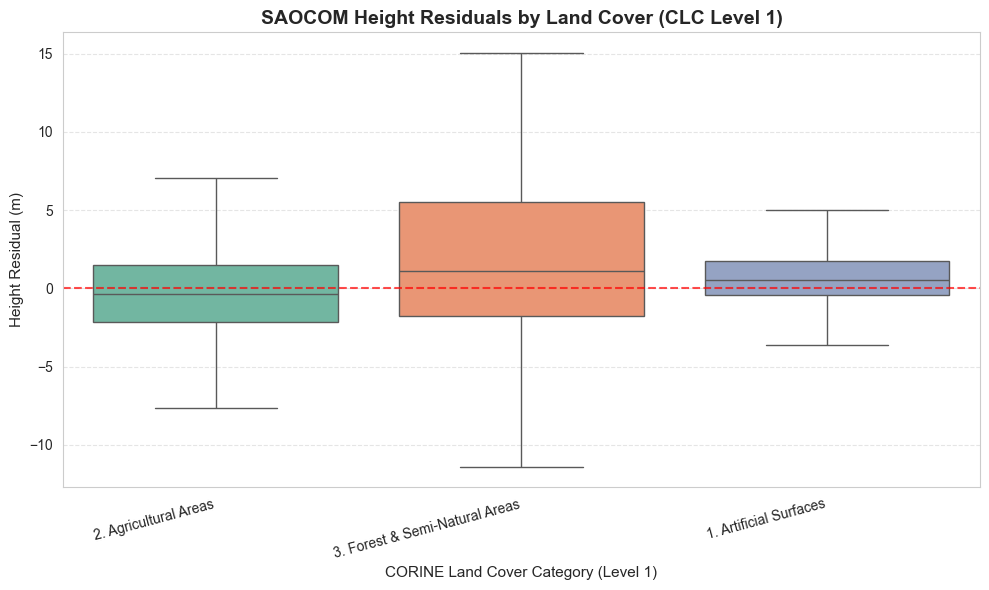 SAOCOM Height Residuals by Land Cover (CLC Level 1)
Height Residual (m)
15
10
5
0
−5
−10
2. Agricultural Areas
3. Forest & Semi-Natural Areas
1. Artificial Surfaces
CORINE Land Cover Category (Level 1)